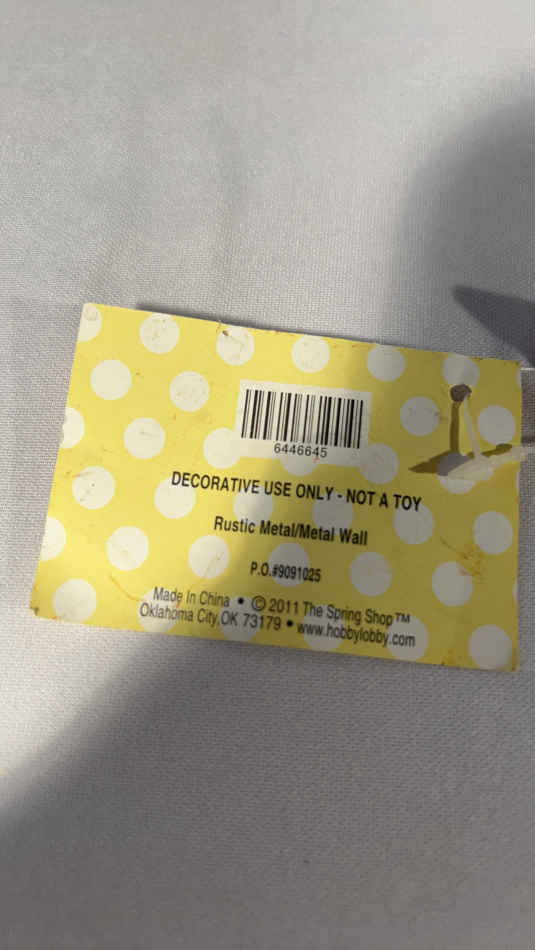 6446645
DECORATIVE USE ONLY - NOT A TOY
Rustic Metal/Metal Wall
P.O.#9091025
Made In China • © 2011 The Spring Shop™
Oklahoma City,OK 73179 • www.hobbylobby.com